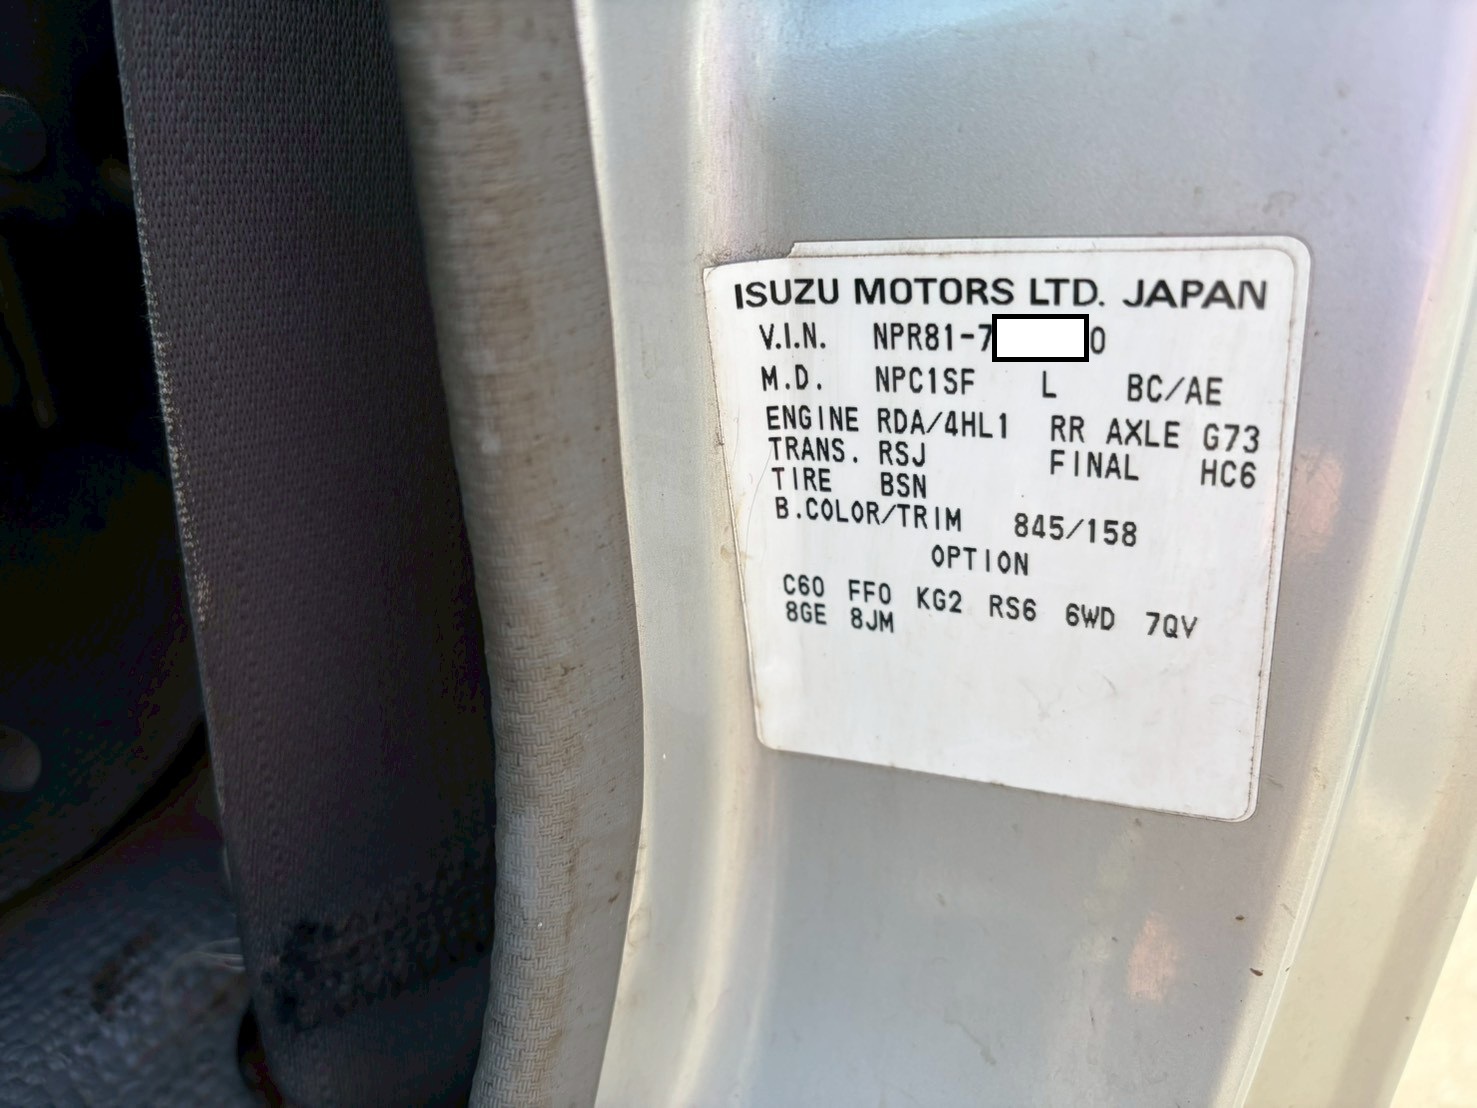 ISUZU MOTORS LTD. JAPAN
V.I.N. NPR81-7 0
M.D. NPC1SF L BC/AE
ENGINE RDA/4HL1 RR AXLE G73
TRANS. RSJ FINAL HC6
TIRE BSN
B.COLOR/TRIM 845/158
OPTION
C60 FF0 KG2 RS6 6WD 7QV
8GE 8JM